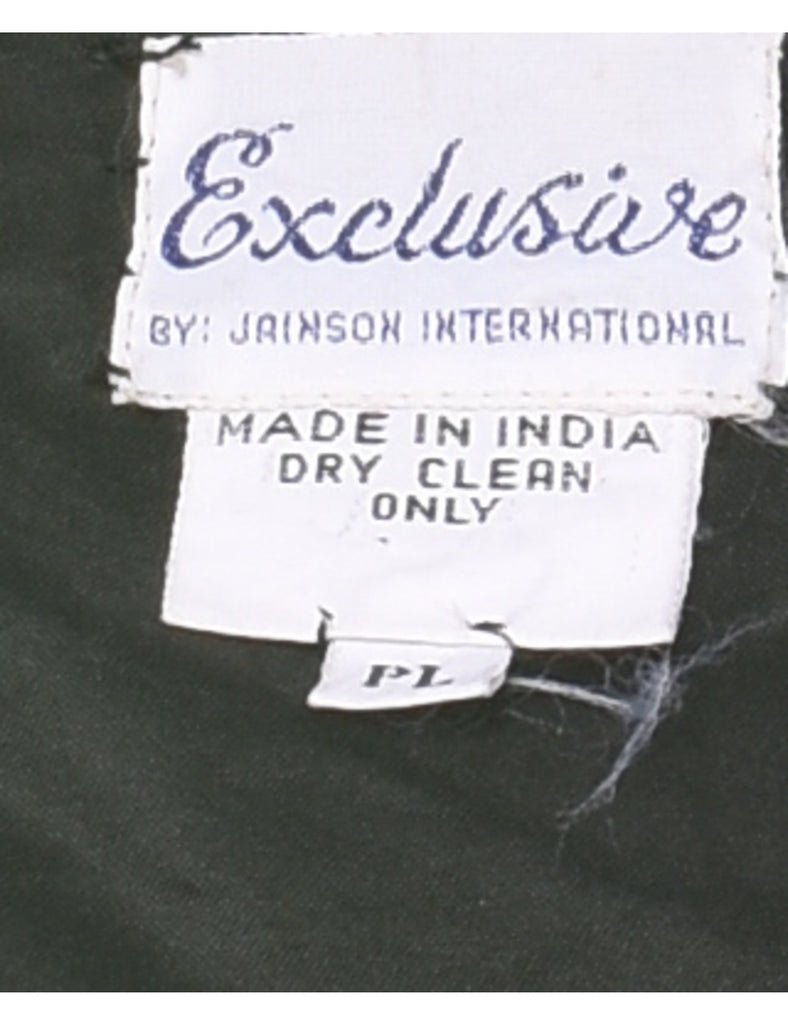 Exclusive
BY: JAINSON INTERNATIONAL
MADE IN INDIA
DRY CLEAN
ONLY
PL